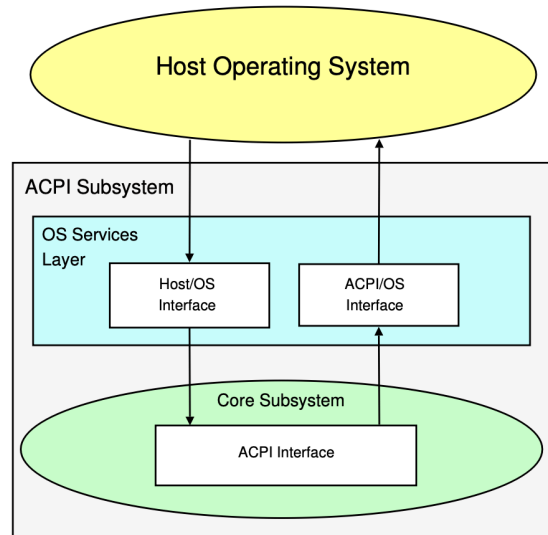 Host Operating System
ACPI Subsystem
OS Services
Layer
Host/OS
Interface
ACPI/OS
Interface
Core Subsystem
ACPI Interface